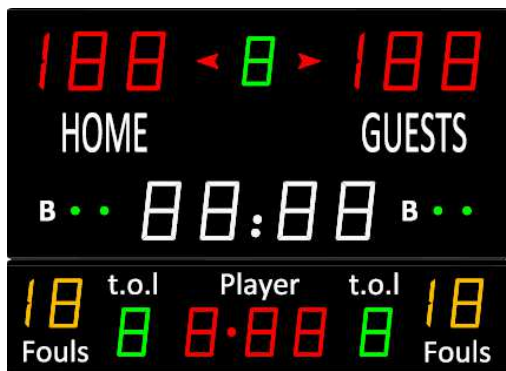 188 8 188
HOME GUESTS
B 88:88 B
t.o.l Player t.o.l
18 8 8·88 8 18
Fouls Fouls